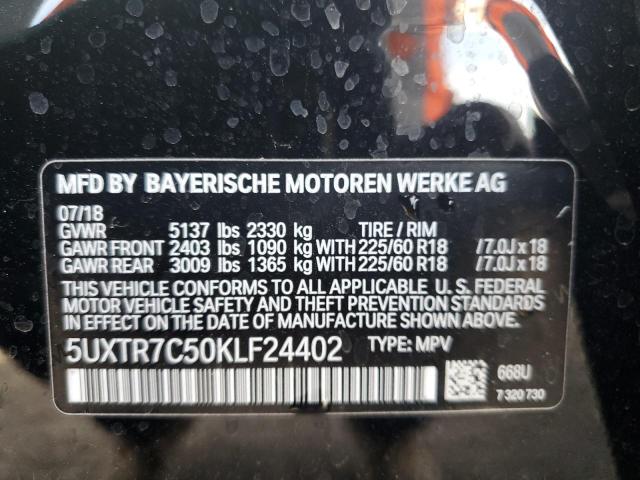 MFD BY BAYERISCHE MOTOREN WERKE AG
07/18
GVWR 5137 lbs 2330 kg TIRE / RIM
GAWR FRONT 2403 lbs 1090 kg WITH 225/60 R18 //7.0J x 18
GAWR REAR 3009 lbs 1365 kg WITH 225/60 R18 //7.0J x 18
THIS VEHICLE CONFORMS TO ALL APPLICABLE U. S. FEDERAL
MOTOR VEHICLE SAFETY AND THEFT PREVENTION STANDARDS
IN EFFECT ON THE DATE OF MANUFACTURE SHOWN ABOVE.
5UXTR7C50KLF24402 TYPE: MPV
668U
7 320 730